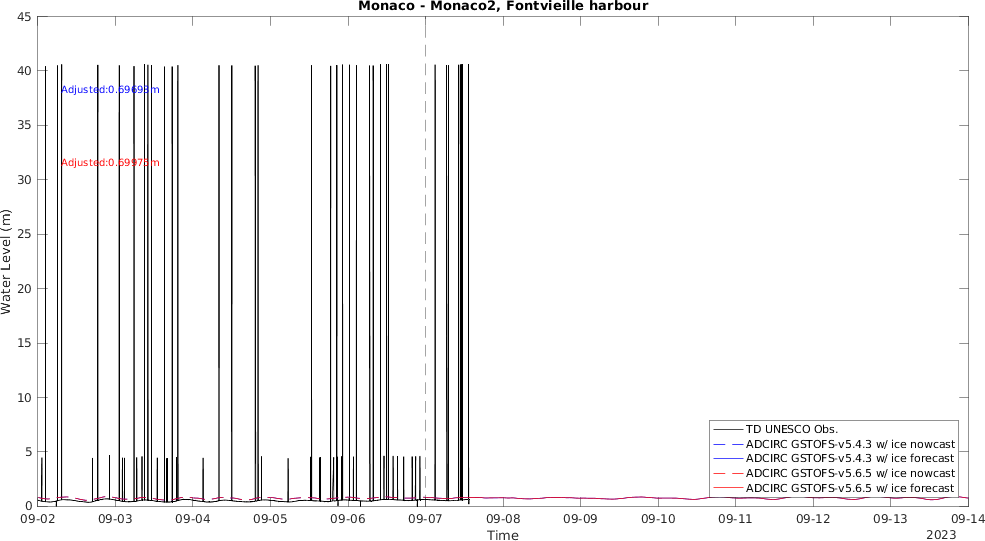 Monaco - Monaco2, Fontvieille harbour
45
40
35
30
25
20
15
10
5
0
Water Level (m)
Adjusted:0.69693m
Adjusted:0.69975m
TD UNESCO Obs.
ADCIRC GSTOFS-v5.4.3 w/ ice nowcast
ADCIRC GSTOFS-v5.4.3 w/ ice forecast
ADCIRC GSTOFS-v5.6.5 w/ ice nowcast
ADCIRC GSTOFS-v5.6.5 w/ ice forecast
09-02 09-03 09-04 09-05 09-06 09-07 09-08 09-09 09-10 09-11 09-12 09-13 09-14
Time
2023